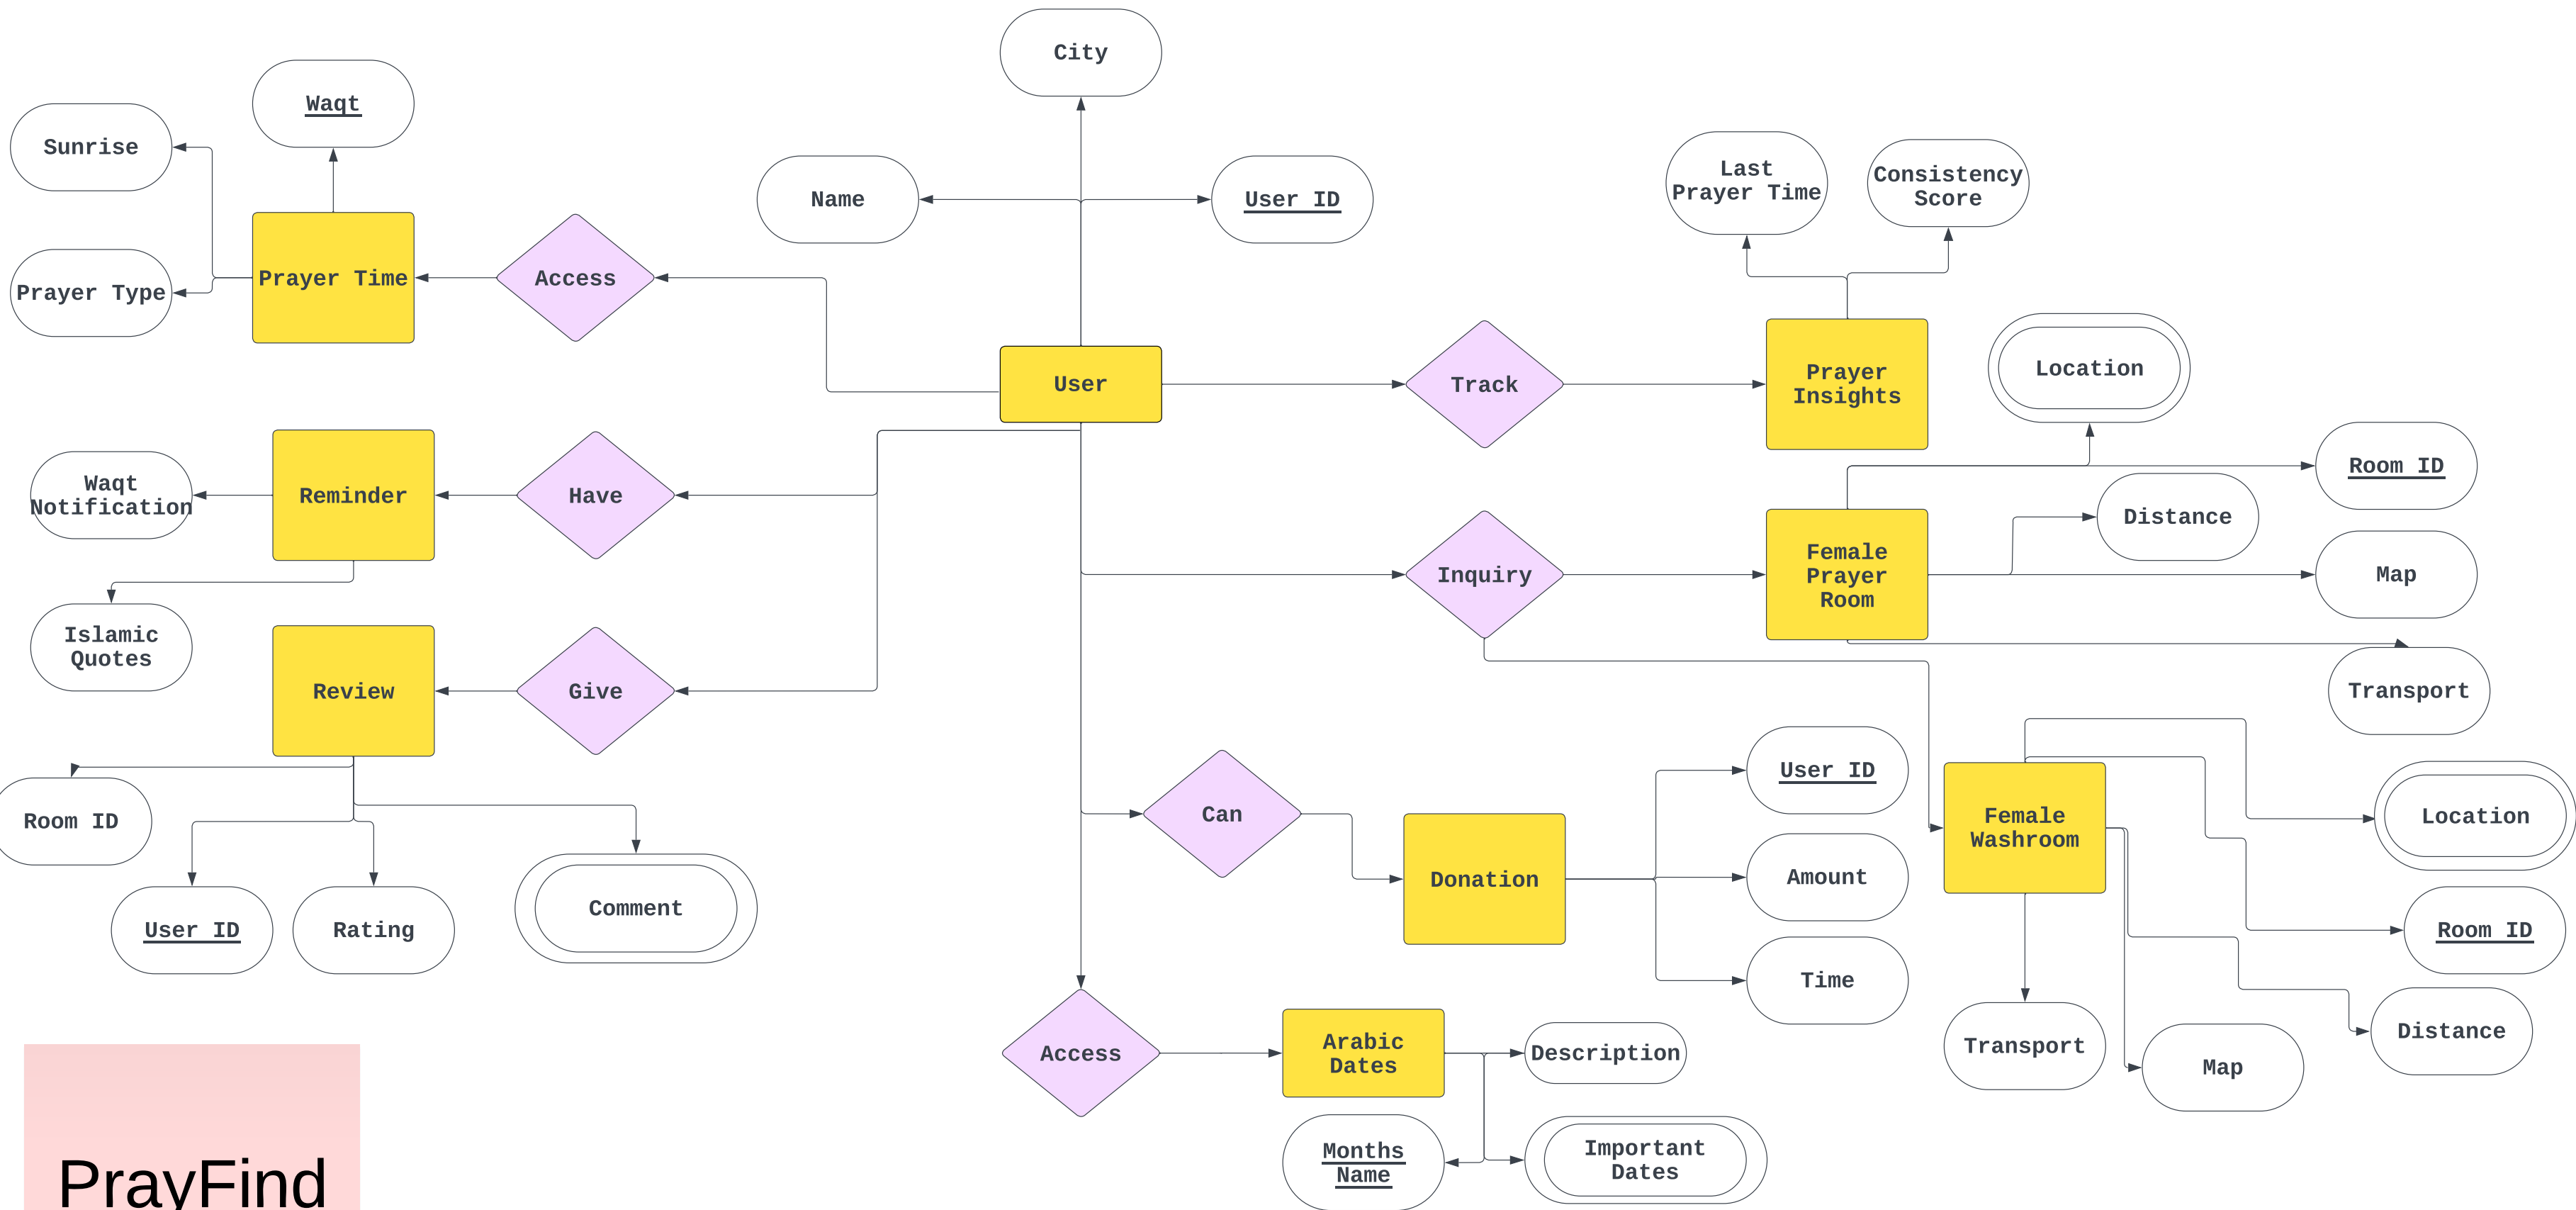 City
Waqt
Sunrise
Name
User ID
Last
Prayer Time
Consistency
Score
Prayer Type
Prayer Time
Access
User
Track
Prayer
Insights
Location
Waqt
Notification
Reminder
Have
Room ID
Distance
Inquiry
Female
Prayer
Room
Map
Islamic
Quotes
Review
Give
Transport
Room ID
User ID
Rating
Comment
Can
Donation
User ID
Amount
Time
Female
Washroom
Location
Room ID
Distance
Transport
Map
Access
Arabic
Dates
Description
Months
Name
Important
Dates
PrayFind